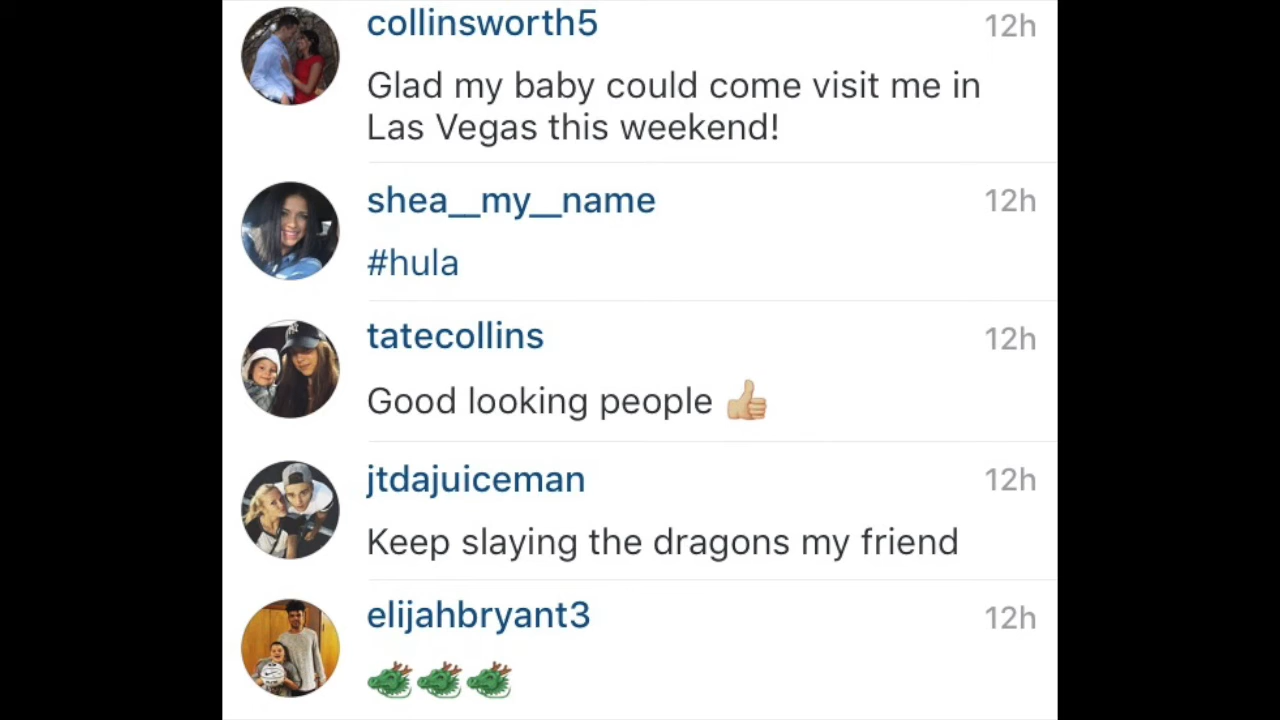 collinsworth5 12h
Glad my baby could come visit me in
Las Vegas this weekend!
shea__my__name 12h
#hula
tatecollins 12h
Good looking people 👍🏼
jtdajuiceman 12h
Keep slaying the dragons my friend
elijahbryant3 12h
🐲🐲🐲